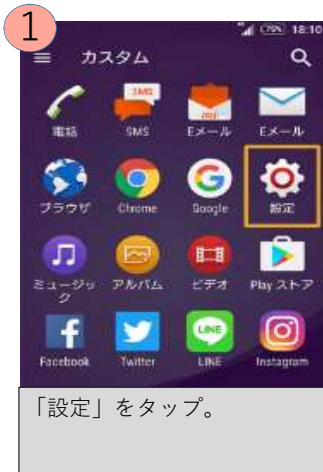 1
79% 18:10
カスタム
電話 SMS Eメール Eメール
SMS
au
ブラウザ Chrome Google 設定
ミュージッ アルバム ビデオ Play ストア
ク
LINE
Facebook Twitter LINE Instagram
「設定」をタップ。